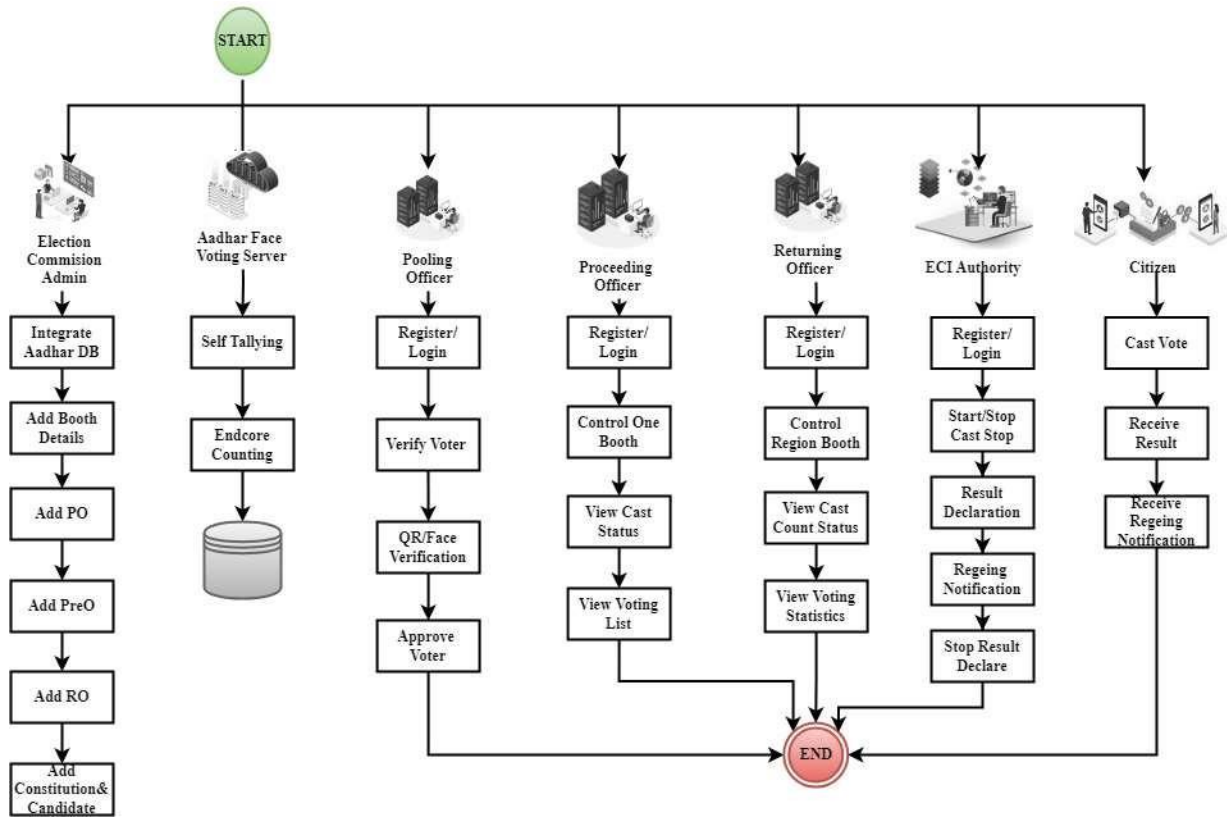 START
Election
Commision
Admin
Integrate
Aadhar DB
Add Booth
Details
Add PO
Add PreO
Add RO
Add
Constitution&
Candidate
Aadhar Face
Voting Server
Self Tallying
Endcore
Counting
Pooling
Officer
Register/
Login
Verify Voter
QR/Face
Verification
Approve
Voter
Proceeding
Officer
Register/
Login
Control One
Booth
View Cast
Status
View Voting
List
Returning
Officer
Register/
Login
Control
Region Booth
View Cast
Count Status
View Voting
Statistics
ECI Authority
Register/
Login
Start/Stop
Cast Stop
Result
Declaration
Regeing
Notification
Stop Result
Declare
Citizen
Cast Vote
Receive
Result
Receive
Regeing
Notification
END